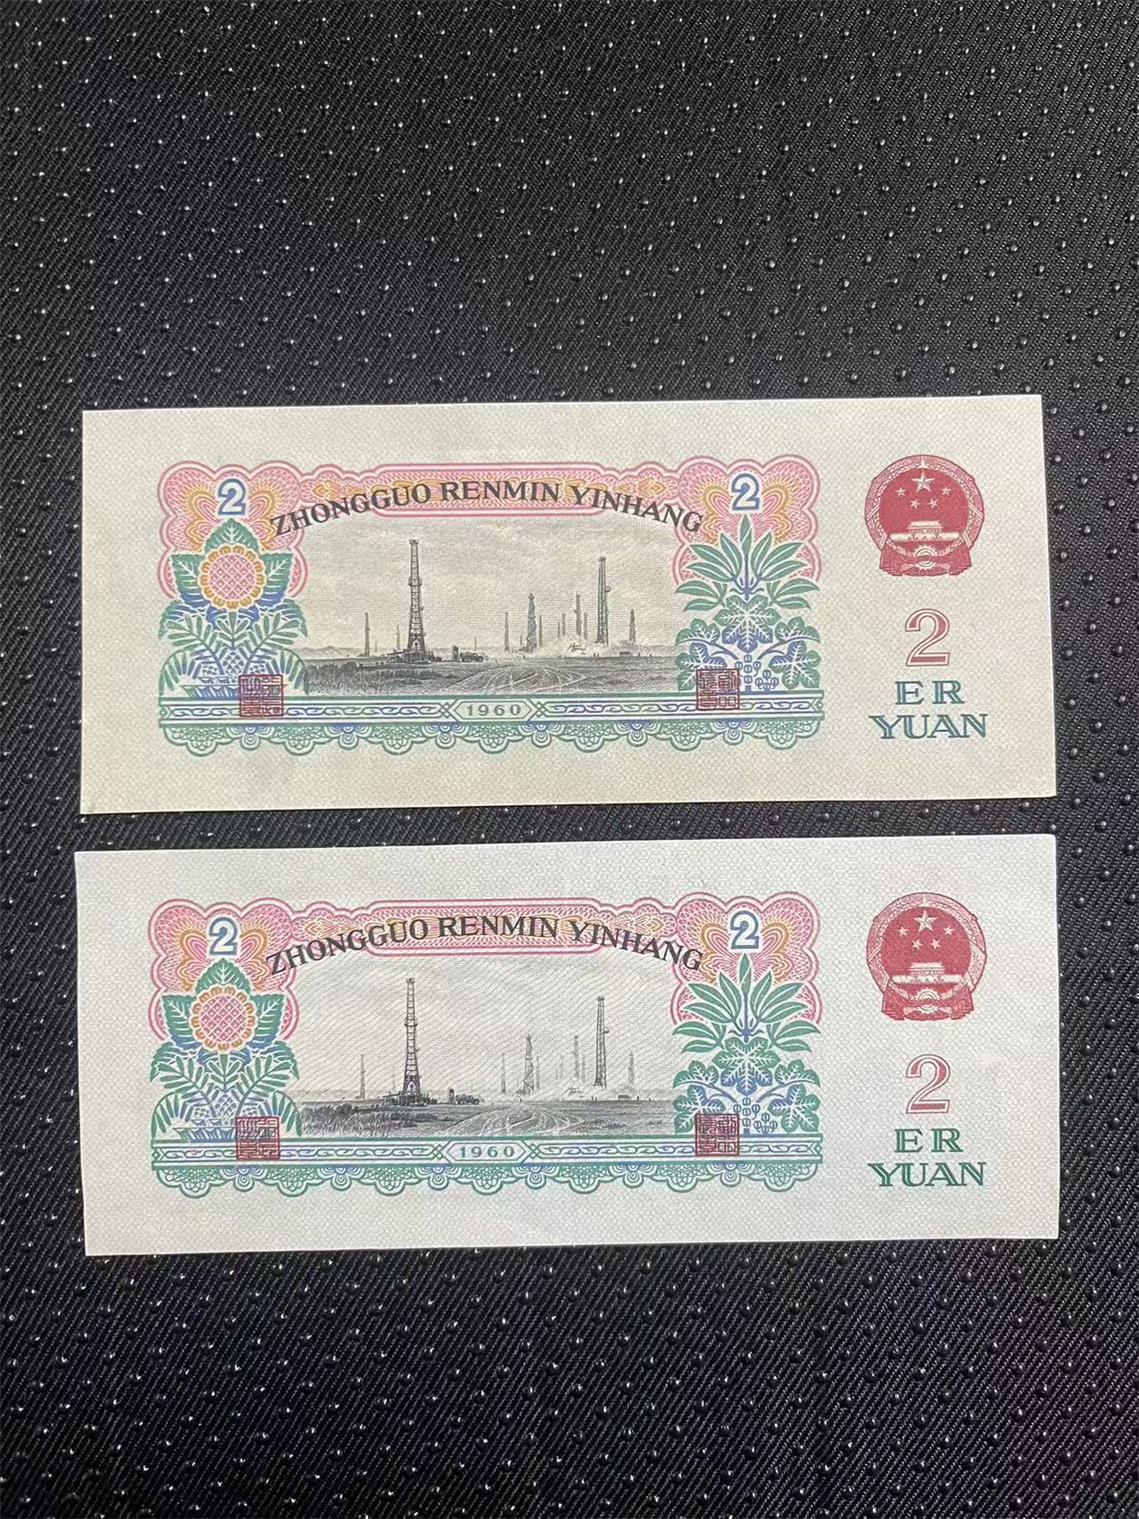 2 2
ZHONGGUO RENMIN YINHANG
1960
2
ER
YUAN
2 2
ZHONGGUO RENMIN YINHANG
1960
2
ER
YUAN